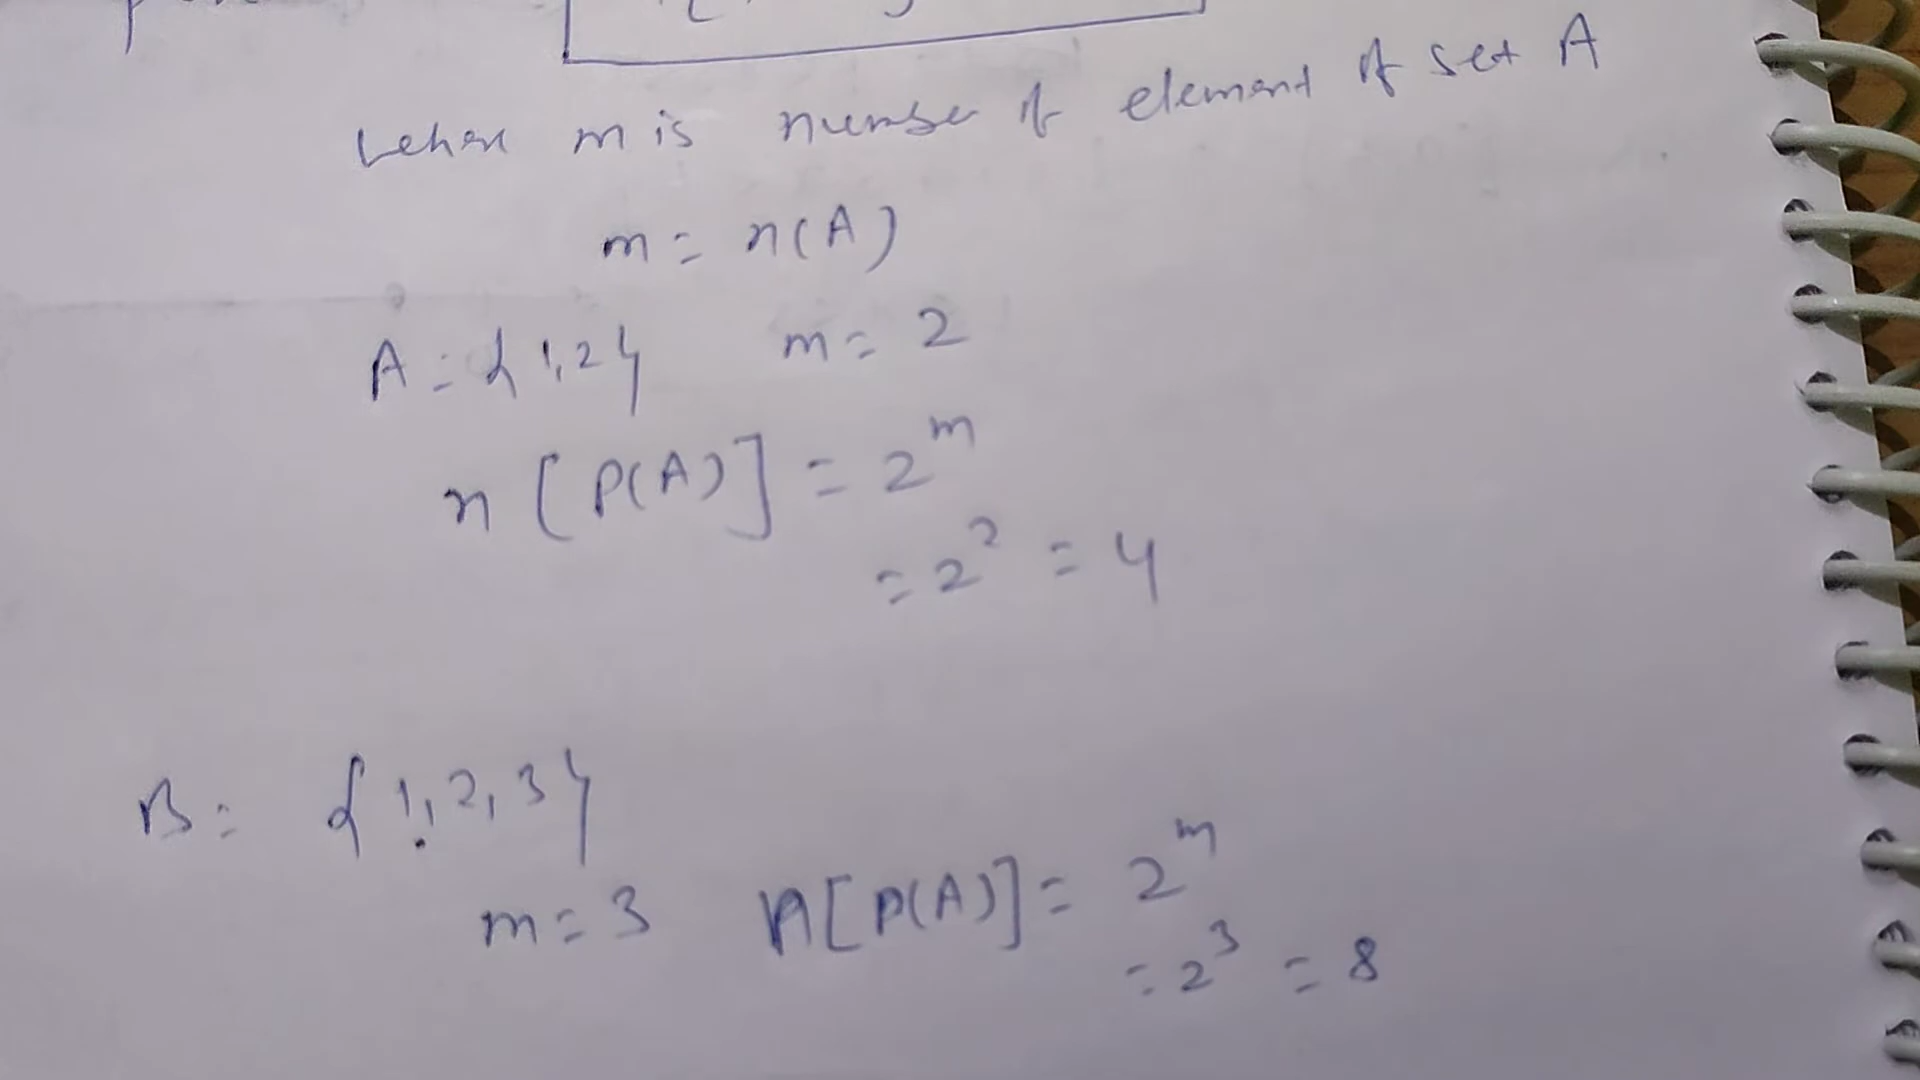 where m is number of element of set A
m = n(A)
A = {1,2} m = 2
n [P(A)] = 2^m
= 2^2 = 4
B = {1,2,3}
m = 3 n[P(A)] = 2^m
= 2^3 = 8